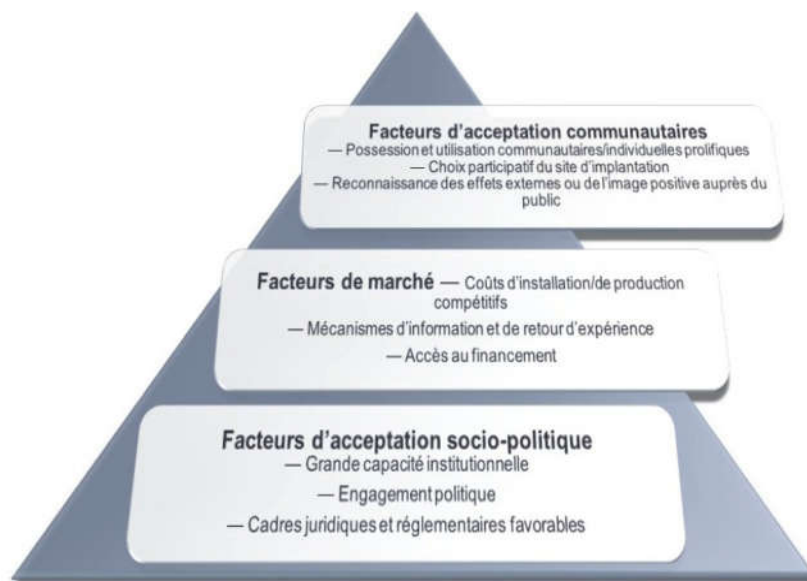 Facteurs d'acceptation communautaires
— Possession et utilisation communautaires/individuelles prolifiques
— Choix participatif du site d'implantation
— Reconnaissance des effets externes ou de l'image positive auprès du
public
Facteurs de marché — Coûts d'installation/de production
compétitifs
— Mécanismes d'information et de retour d'expérience
— Accès au financement
Facteurs d'acceptation socio-politique
— Grande capacité institutionnelle
— Engagement politique
— Cadres juridiques et réglementaires favorables